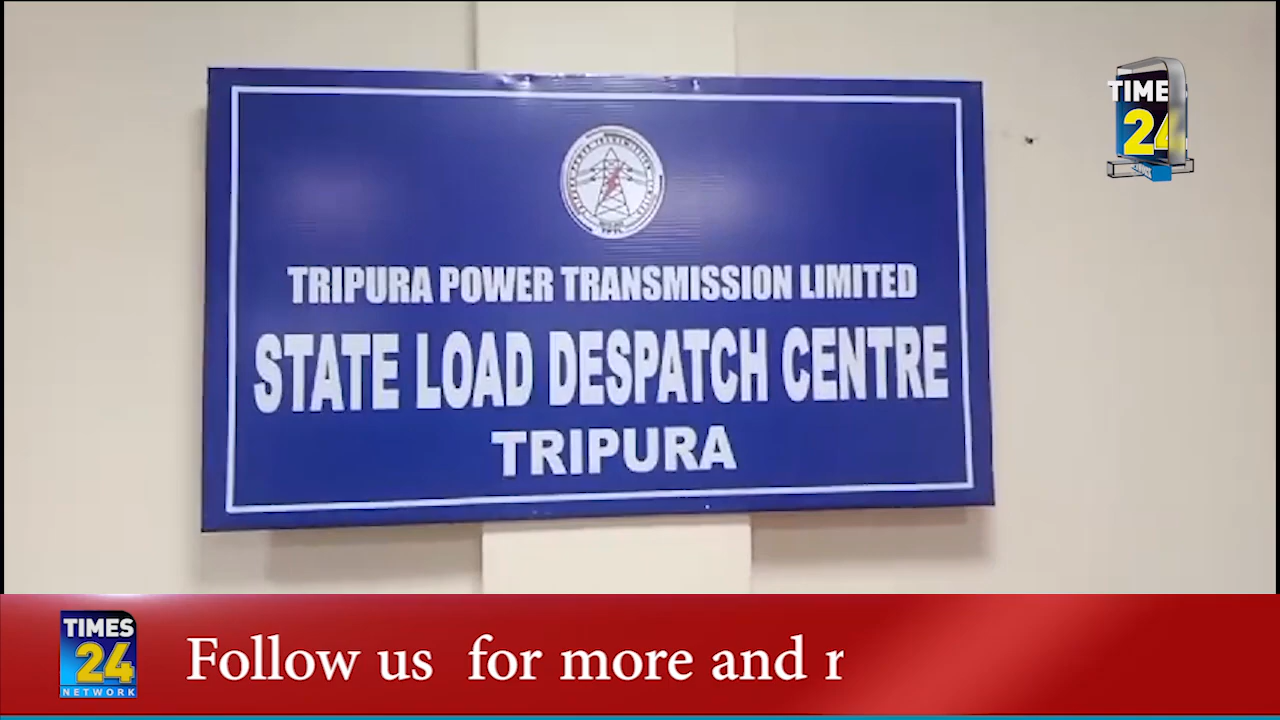 TRIPURA POWER TRANSMISSION LIMITED
STATE LOAD DESPATCH CENTRE
TRIPURA
TIME
24
TIMES
24
NETWORK
Follow us for more and r